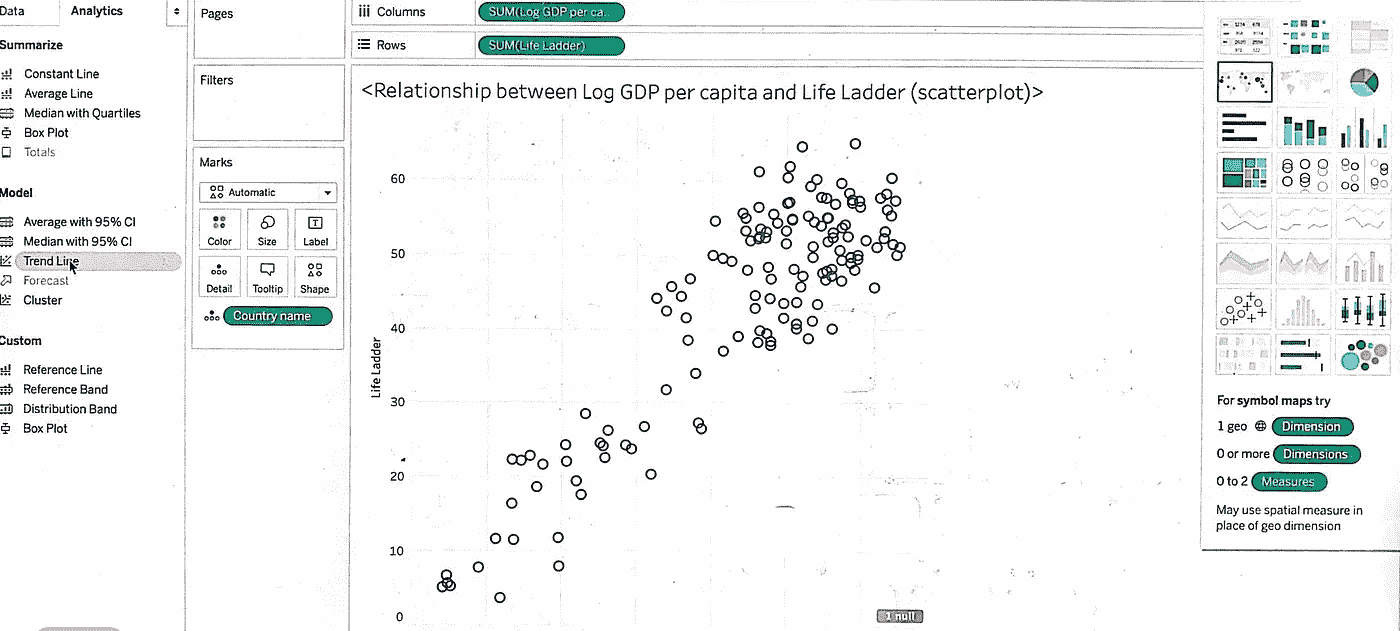 Data
Analytics
Summarize
Constant Line
Average Line
Median with Quartiles
Box Plot
Totals
Model
Average with 95% CI
Median with 95% CI
Trend Line
Forecast
Cluster
Custom
Reference Line
Reference Band
Distribution Band
Box Plot
Pages
Filters
Marks
Automatic
Color
Size
Label
Detail
Tooltip
Shape
Country name
Columns
SUM(Log GDP per ca..
Rows
SUM(Life Ladder)
<Relationship between Log GDP per capita and Life Ladder (scatterplot)>
Life Ladder
60
50
40
30
20
10
0
1 null
For symbol maps try
1 geo Dimension
0 or more Dimensions
0 to 2 Measures
May use spatial measure in
place of geo dimension